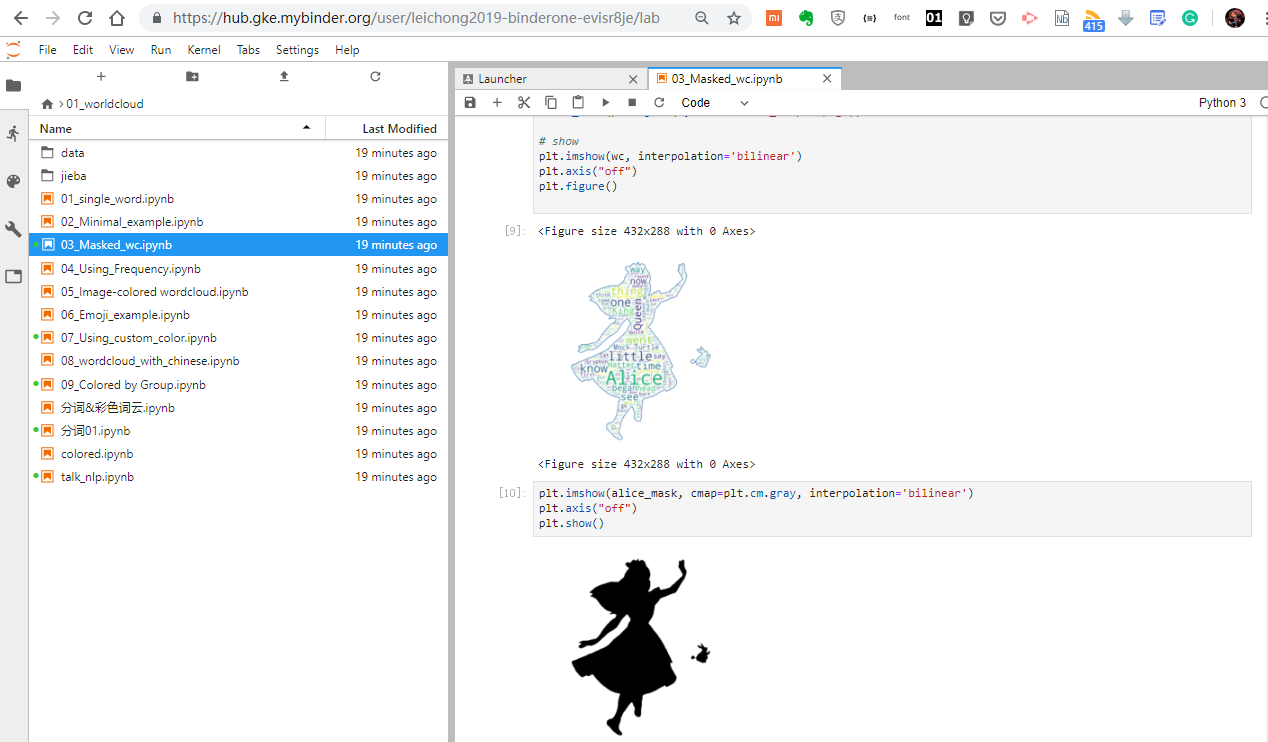 https://hub.gke.mybinder.org/user/leichong2019-binderone-evisr8je/lab
font
01
415
File Edit View Run Kernel Tabs Settings Help
01_worldcloud
Name Last Modified
data 19 minutes ago
jieba 19 minutes ago
01_single_word.ipynb 19 minutes ago
02_Minimal_example.ipynb 19 minutes ago
03_Masked_wc.ipynb 19 minutes ago
04_Using_Frequency.ipynb 19 minutes ago
05_Image-colored wordcloud.ipynb 19 minutes ago
06_Emoji_example.ipynb 19 minutes ago
07_Using_custom_color.ipynb 19 minutes ago
08_wordcloud_with_chinese.ipynb 19 minutes ago
09_Colored by Group.ipynb 19 minutes ago
分词&彩色词云.ipynb 19 minutes ago
分词01.ipynb 19 minutes ago
colored.ipynb 19 minutes ago
talk_nlp.ipynb 19 minutes ago
Launcher
03_Masked_wc.ipynb
Code
Python 3
# show
plt.imshow(wc, interpolation='bilinear')
plt.axis("off")
plt.figure()
[9]: <Figure size 432x288 with 0 Axes>
way
now
thing
one
King
Queen
quite
went
Mock Turtle
little say
Hatter time
know
Alice
began head
see
<Figure size 432x288 with 0 Axes>
[10]: plt.imshow(alice_mask, cmap=plt.cm.gray, interpolation='bilinear')
plt.axis("off")
plt.show()